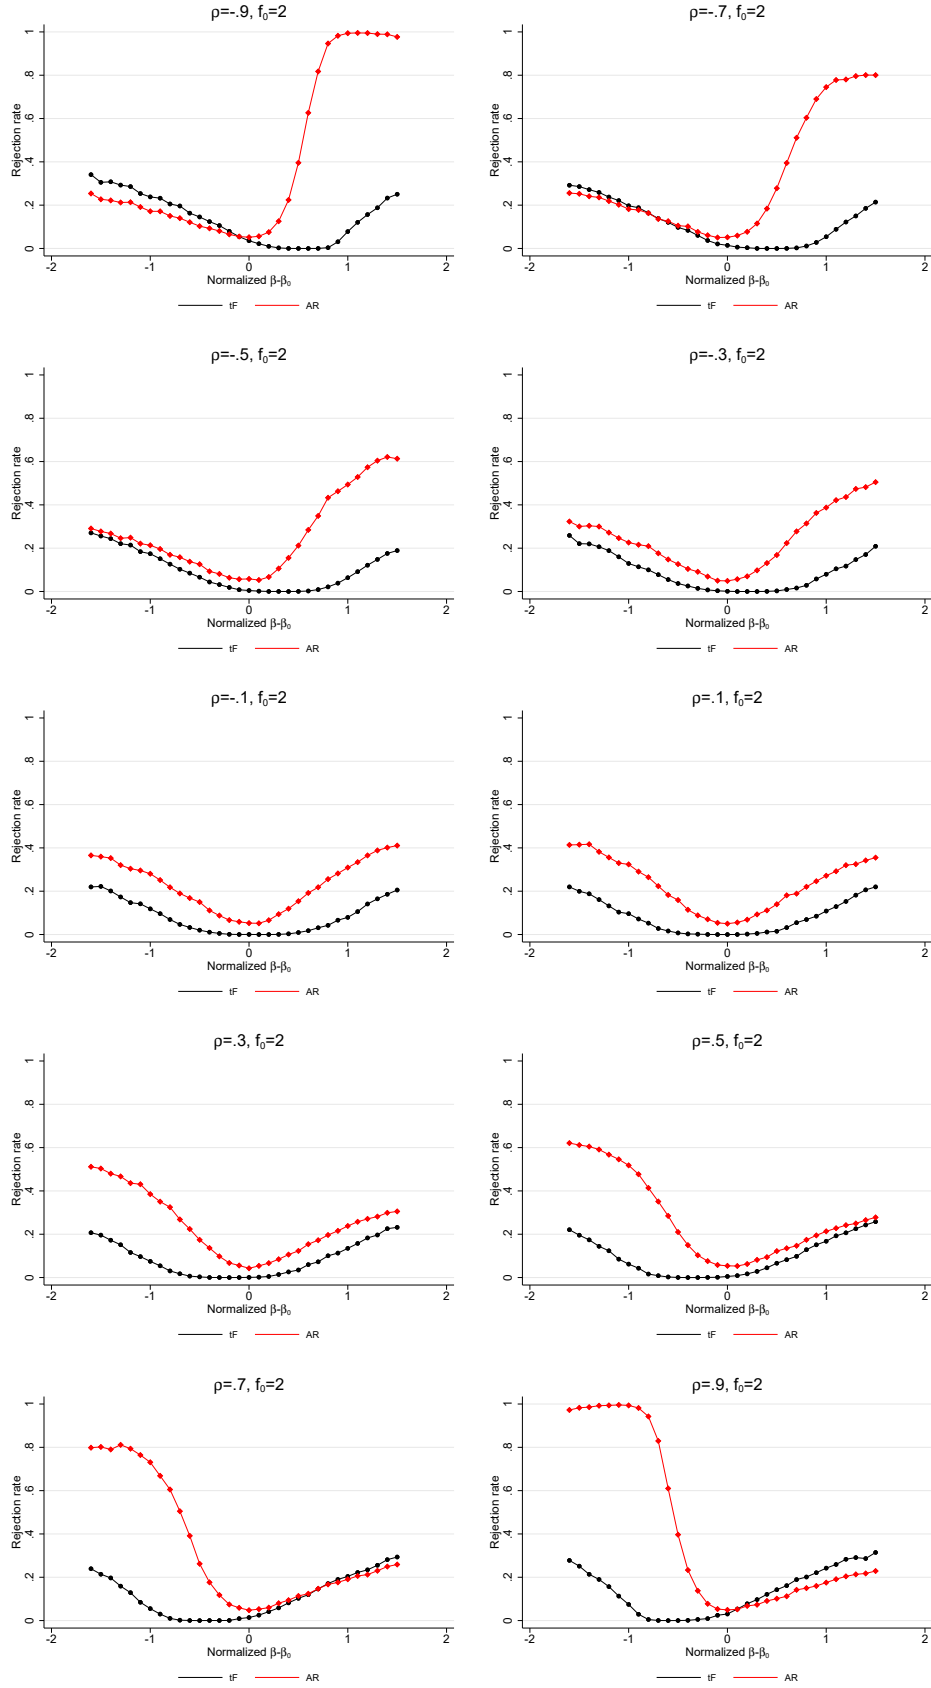 ρ=-.9, f₀=2
Rejection rate
0 .2 .4 .6 .8 1
-2 -1 0 1 2
Normalized β-β₀
tF AR
ρ=-.7, f₀=2
Rejection rate
0 .2 .4 .6 .8 1
-2 -1 0 1 2
Normalized β-β₀
tF AR
ρ=-.5, f₀=2
Rejection rate
0 .2 .4 .6 .8 1
-2 -1 0 1 2
Normalized β-β₀
tF AR
ρ=-.3, f₀=2
Rejection rate
0 .2 .4 .6 .8 1
-2 -1 0 1 2
Normalized β-β₀
tF AR
ρ=-.1, f₀=2
Rejection rate
0 .2 .4 .6 .8 1
-2 -1 0 1 2
Normalized β-β₀
tF AR
ρ=.1, f₀=2
Rejection rate
0 .2 .4 .6 .8 1
-2 -1 0 1 2
Normalized β-β₀
tF AR
ρ=.3, f₀=2
Rejection rate
0 .2 .4 .6 .8 1
-2 -1 0 1 2
Normalized β-β₀
tF AR
ρ=.5, f₀=2
Rejection rate
0 .2 .4 .6 .8 1
-2 -1 0 1 2
Normalized β-β₀
tF AR
ρ=.7, f₀=2
Rejection rate
0 .2 .4 .6 .8 1
-2 -1 0 1 2
Normalized β-β₀
tF AR
ρ=.9, f₀=2
Rejection rate
0 .2 .4 .6 .8 1
-2 -1 0 1 2
Normalized β-β₀
tF AR